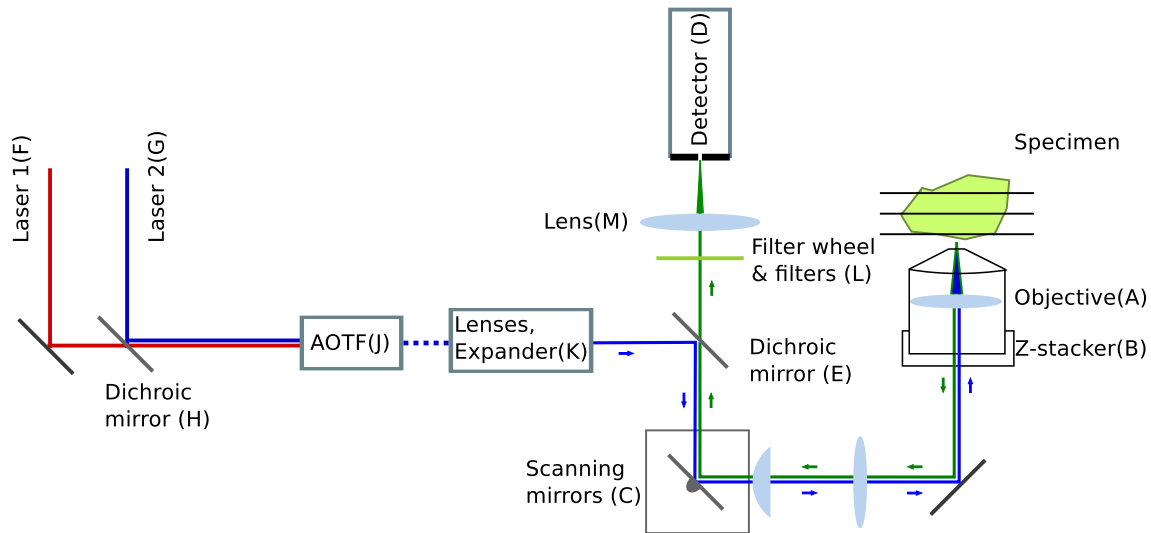 Laser 1(F)
Laser 2(G)
Detector (D)
Specimen
Lens(M)
Filter wheel
& filters (L)
Objective(A)
AOTF(J)
Lenses,
Expander(K)
Dichroic
mirror (E)
Z-stacker(B)
Dichroic
mirror (H)
Scanning
mirrors (C)